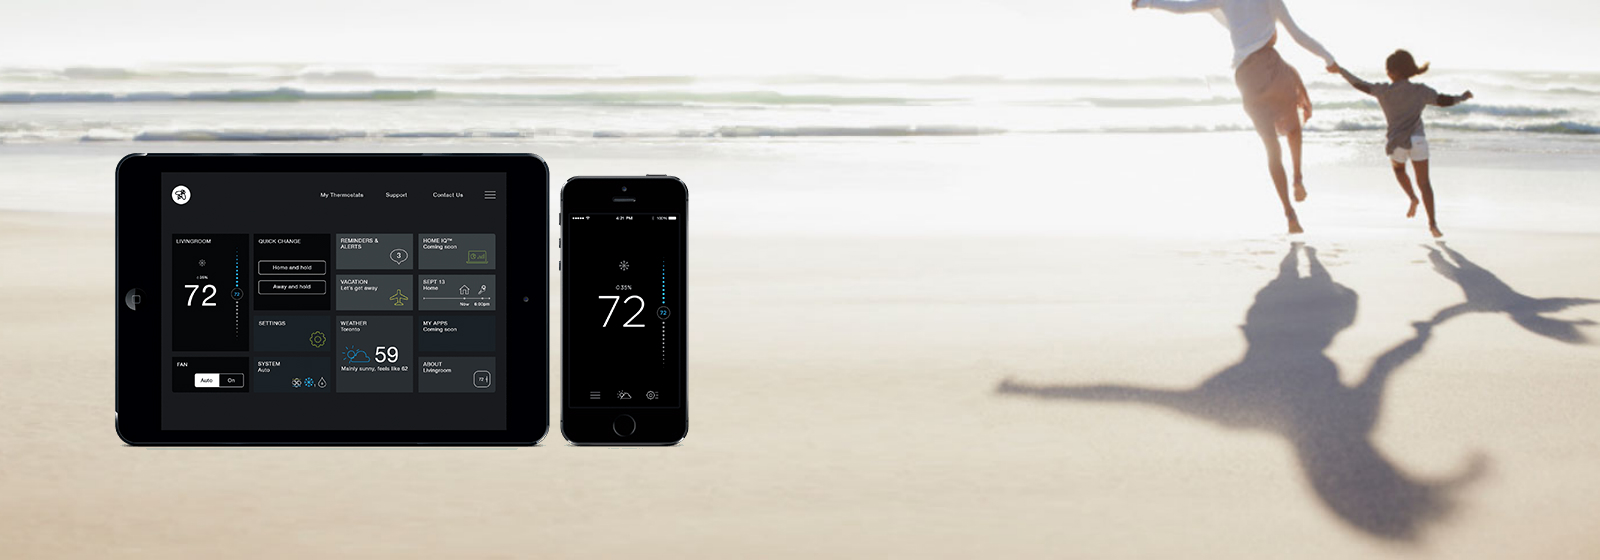 My Thermostats
Support
Contact Us
LIVINGROOM
35%
72
72
QUICK CHANGE
Home and hold
Away and hold
REMINDERS &
ALERTS
3
HOME IQ™
Coming soon
VACATION
Let's get away
SEPT 13
Home
Now
6:30pm
SETTINGS
WEATHER
Toronto
59
Mainly sunny, feels like 62
MY APPS
Coming soon
FAN
Auto
On
SYSTEM
Auto
ABOUT
Livingroom
72
4:21 PM
100%
35%
72
72